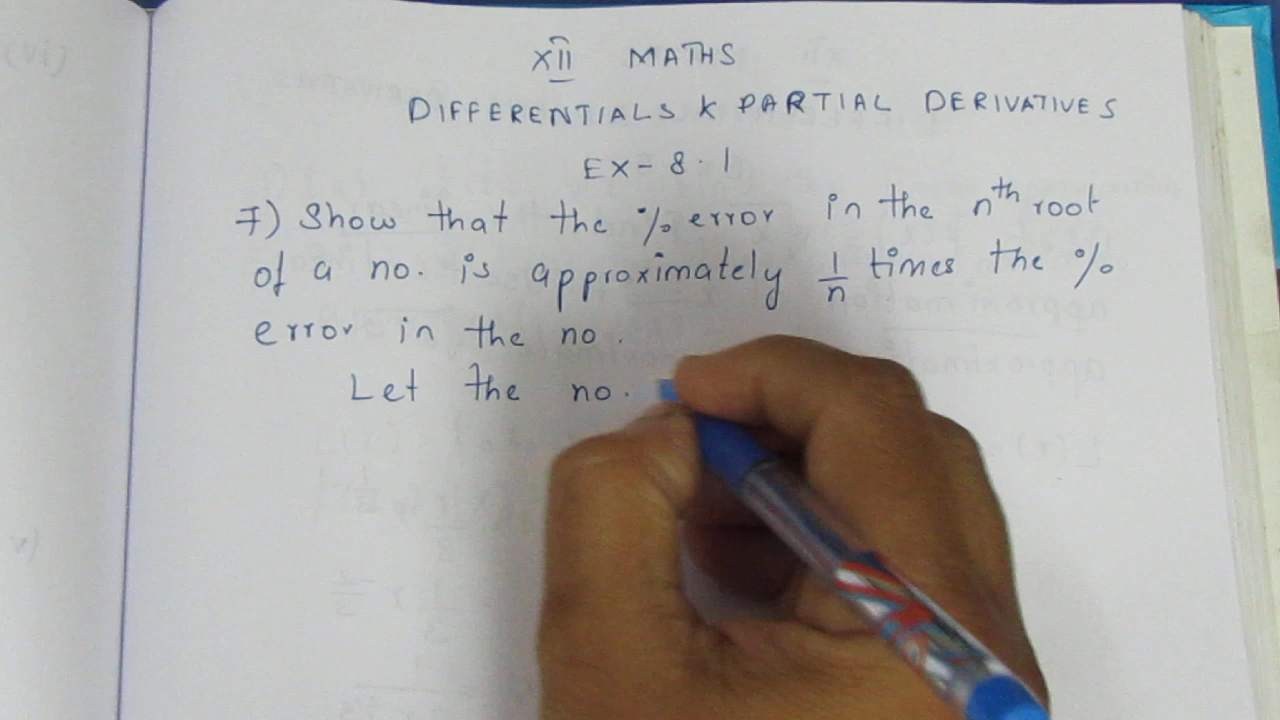 XII MATHS
DIFFERENTIALS & PARTIAL DERIVATIVES
EX- 8.1
7) Show that the % error in the nth root
of a no. is approximately 1/n times the %
error in the no.
Let the no.